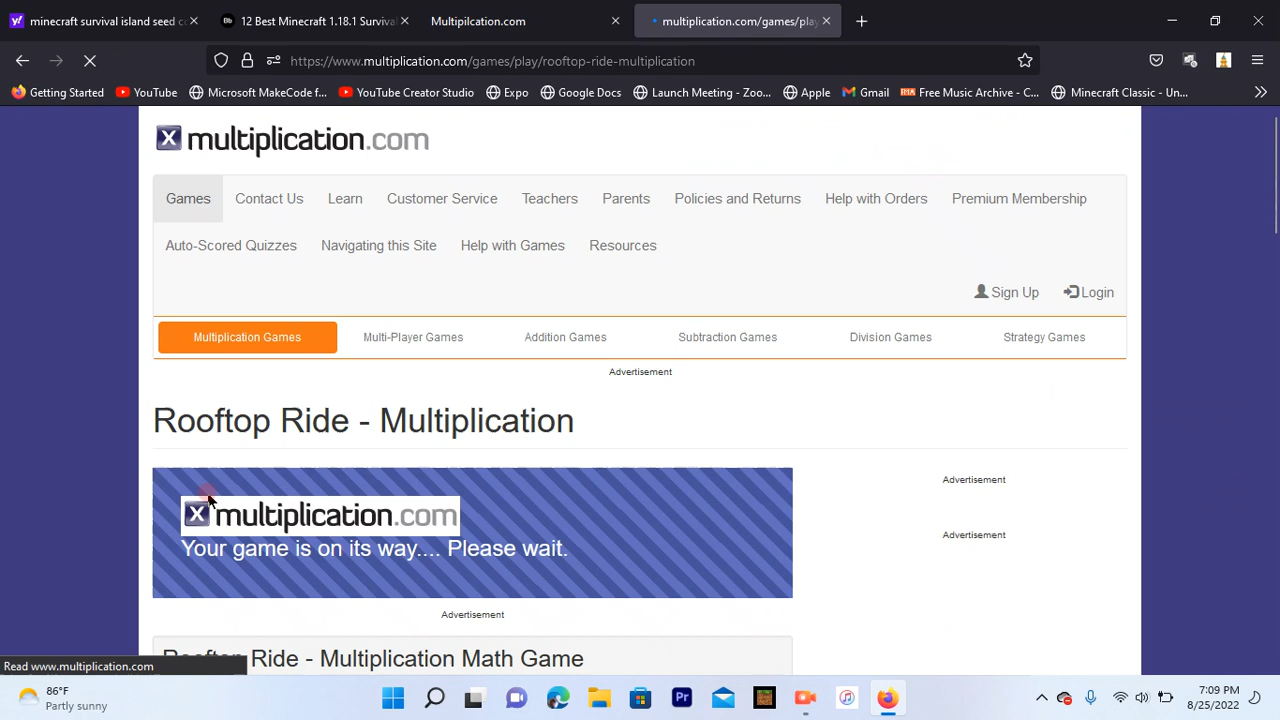 minecraft survival island seed c
12 Best Minecraft 1.18.1 Survival
Multipilcation.com
multiplication.com/games/play
https://www.multiplication.com/games/play/rooftop-ride-multiplication
Getting Started
YouTube
Microsoft MakeCode f...
YouTube Creator Studio
Expo
Google Docs
Launch Meeting - Zoo...
Apple
Gmail
Free Music Archive - C...
Minecraft Classic - Un...
X multiplication.com
Games
Contact Us
Learn
Customer Service
Teachers
Parents
Policies and Returns
Help with Orders
Premium Membership
Auto-Scored Quizzes
Navigating this Site
Help with Games
Resources
Sign Up
Login
Multiplication Games
Multi-Player Games
Addition Games
Subtraction Games
Division Games
Strategy Games
Advertisement
Rooftop Ride - Multiplication
X multiplication.com
Your game is on its way.... Please wait.
Advertisement
Advertisement
Advertisement
Rooftop Ride - Multiplication Math Game
Read www.multiplication.com
86°F
Partly sunny
Pr
7:09 PM
8/25/2022